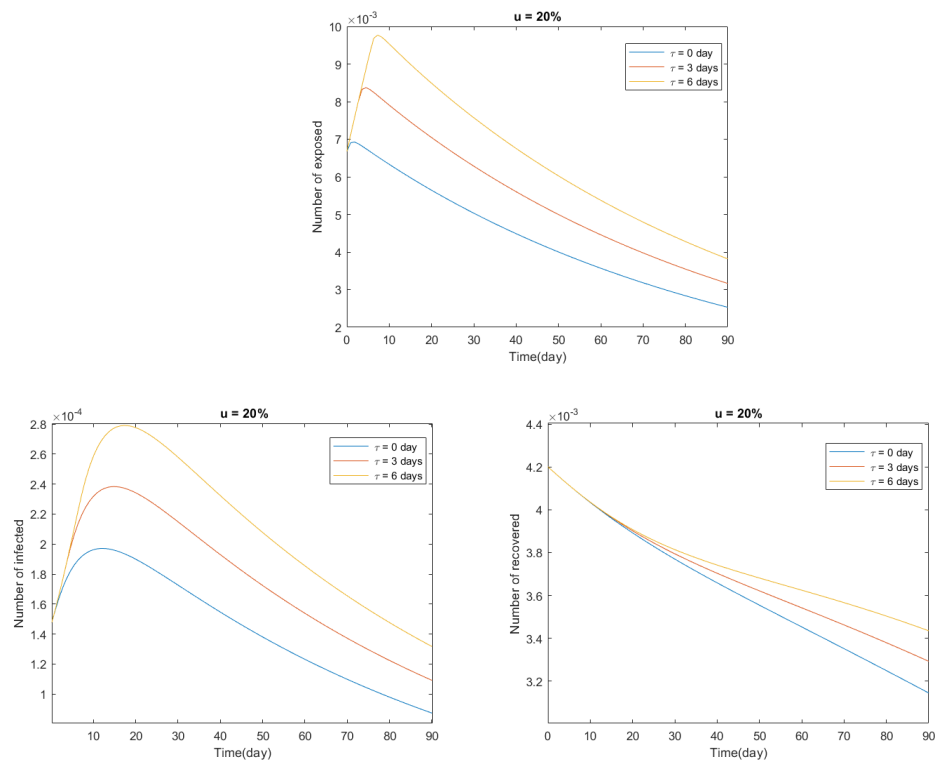 ×10⁻³
u = 20%
10
9
8
7
6
5
4
3
2
Number of exposed
τ = 0 day
τ = 3 days
τ = 6 days
0 10 20 30 40 50 60 70 80 90
Time(day)
×10⁻⁴
u = 20%
2.8
2.6
2.4
2.2
2
1.8
1.6
1.4
1.2
1
Number of infected
τ = 0 day
τ = 3 days
τ = 6 days
10 20 30 40 50 60 70 80 90
Time(day)
×10⁻³
u = 20%
4.4
4.2
4
3.8
3.6
3.4
3.2
Number of recovered
τ = 0 day
τ = 3 days
τ = 6 days
0 10 20 30 40 50 60 70 80 90
Time(day)